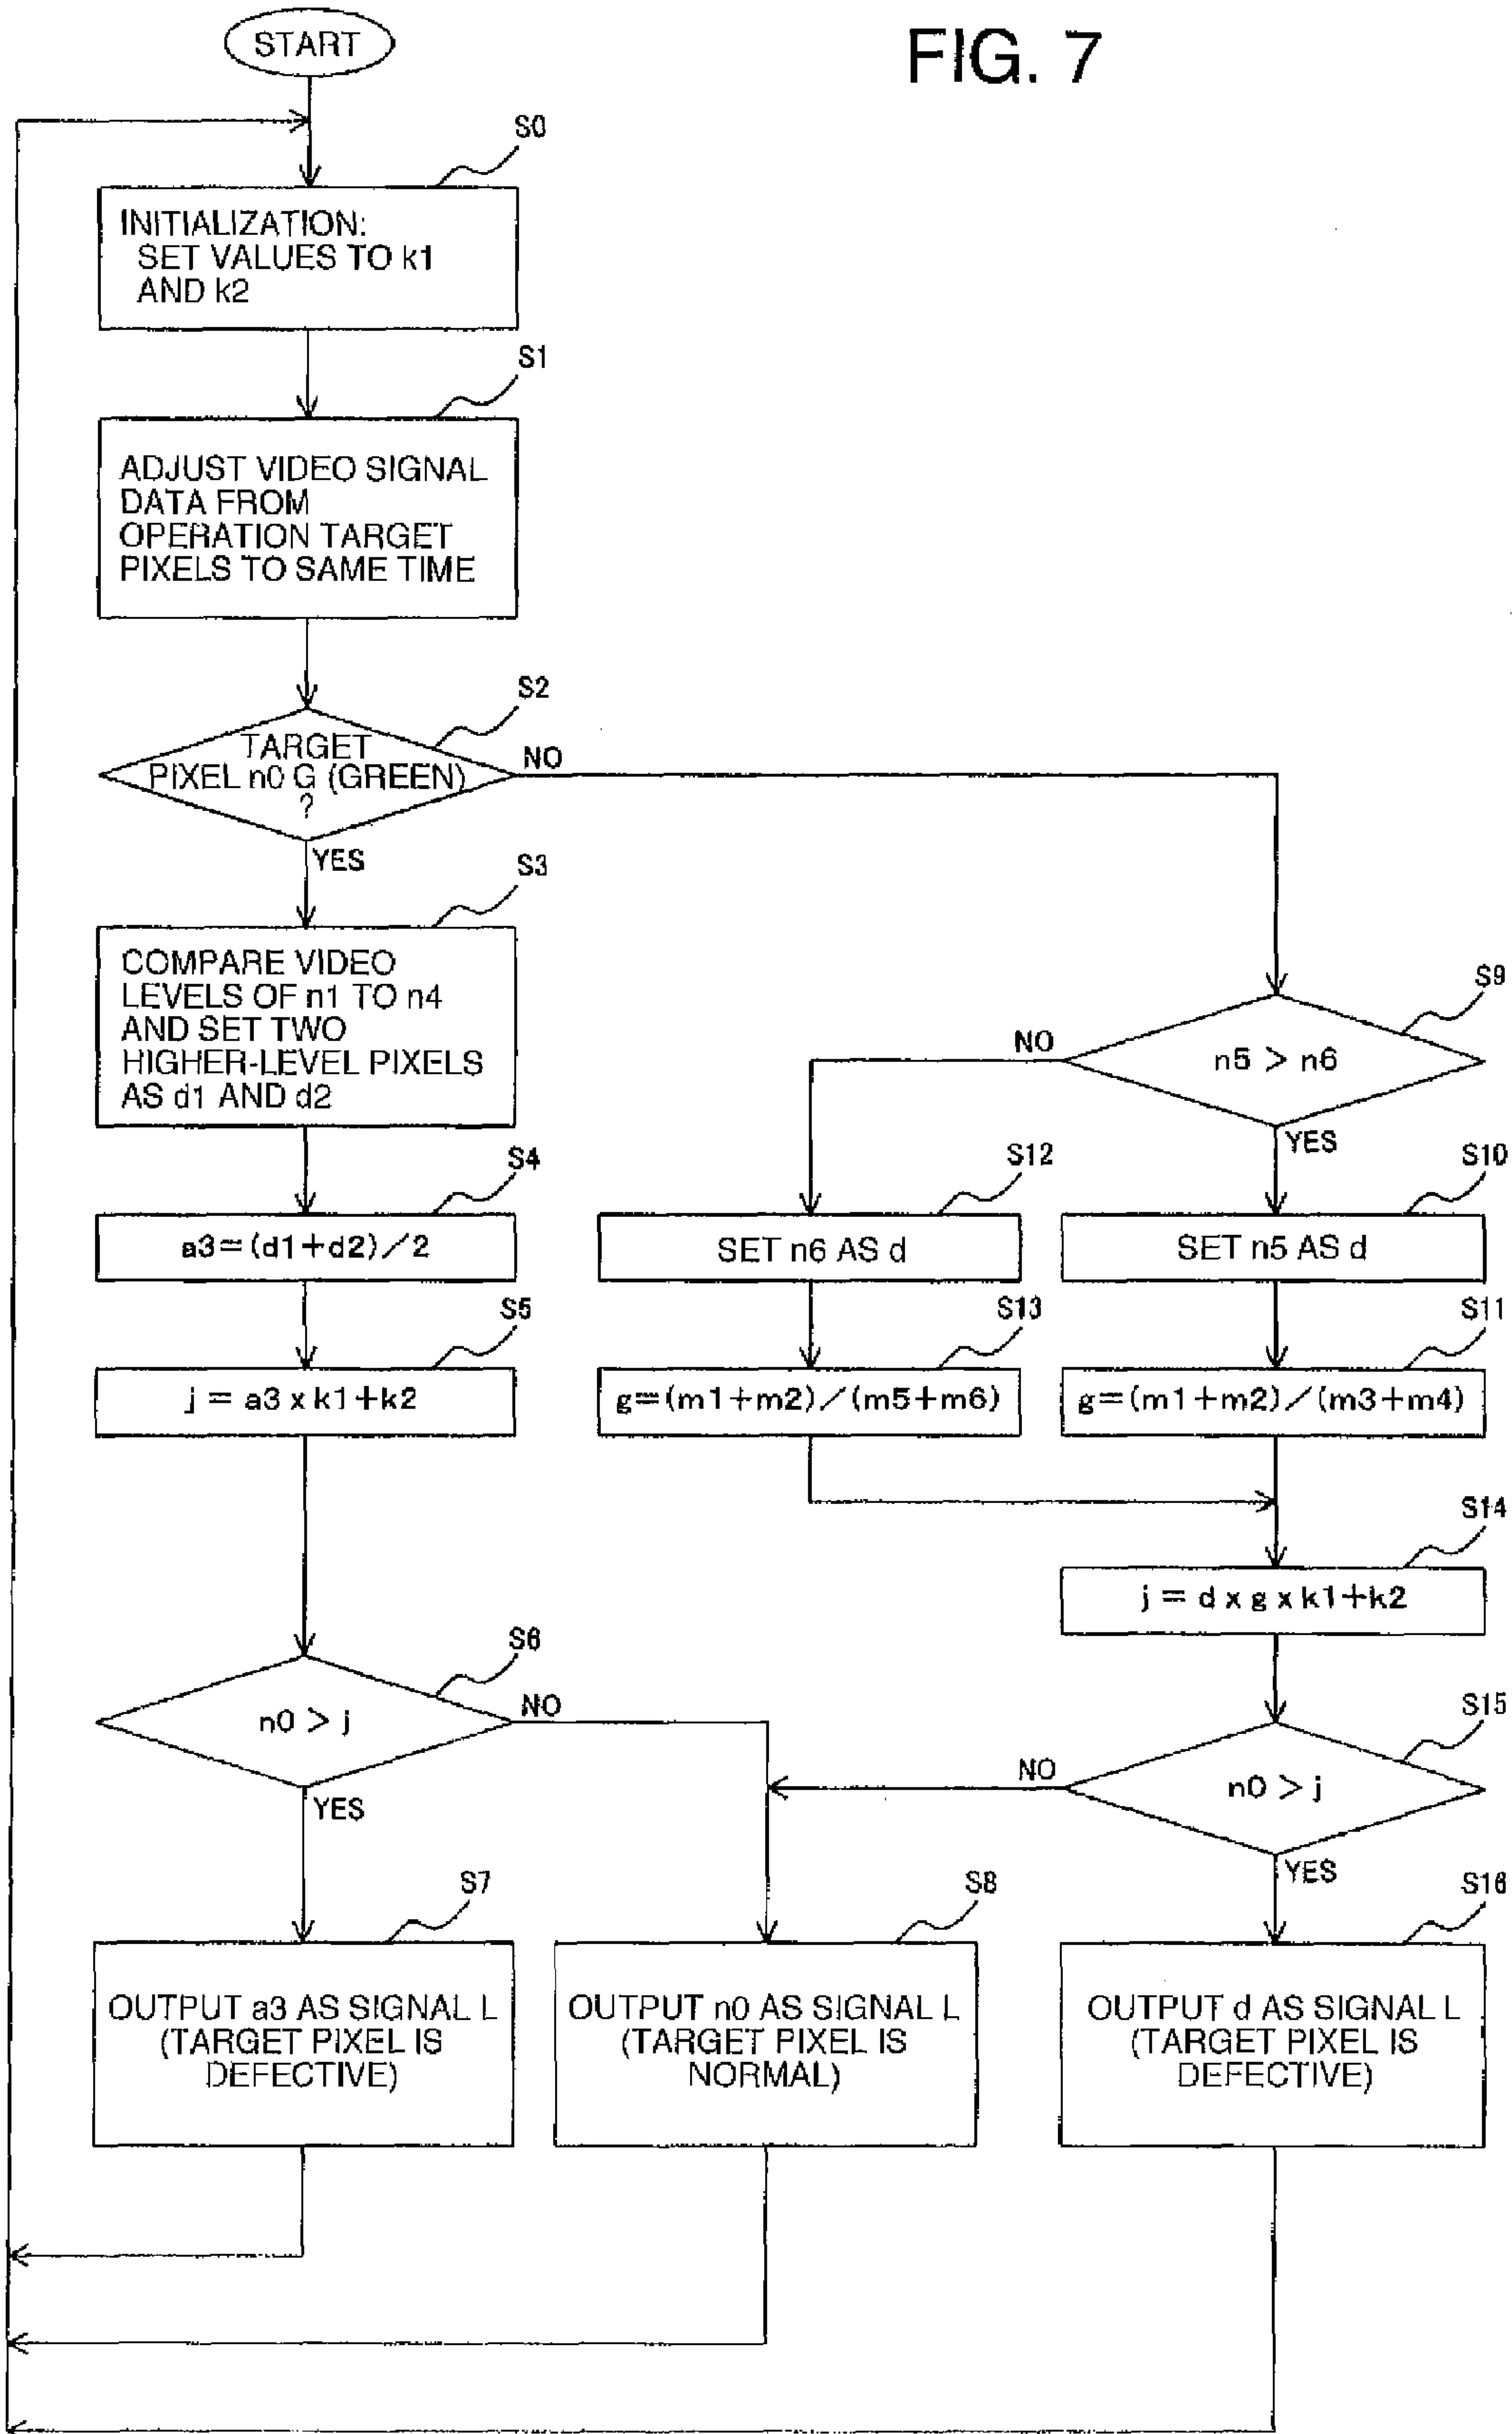 FIG. 7
START
S0
INITIALIZATION:
SET VALUES TO k1
AND k2
S1
ADJUST VIDEO SIGNAL
DATA FROM
OPERATION TARGET
PIXELS TO SAME TIME
S2
TARGET
PIXEL n0 G (GREEN)
?
NO
YES
S3
COMPARE VIDEO
LEVELS OF n1 TO n4
AND SET TWO
HIGHER-LEVEL PIXELS
AS d1 AND d2
S4
a3=(d1+d2)/2
S5
j = a3 x k1+k2
S6
n0 > j
NO
YES
S7
OUTPUT a3 AS SIGNAL L
(TARGET PIXEL IS
DEFECTIVE)
S8
OUTPUT n0 AS SIGNAL L
(TARGET PIXEL IS
NORMAL)
S9
n5 > n6
NO
YES
S12
SET n6 AS d
S13
g=(m1+m2)/(m5+m6)
S10
SET n5 AS d
S11
g=(m1+m2)/(m3+m4)
S14
j = d x g x k1+k2
S15
n0 > j
NO
YES
S16
OUTPUT d AS SIGNAL L
(TARGET PIXEL IS
DEFECTIVE)